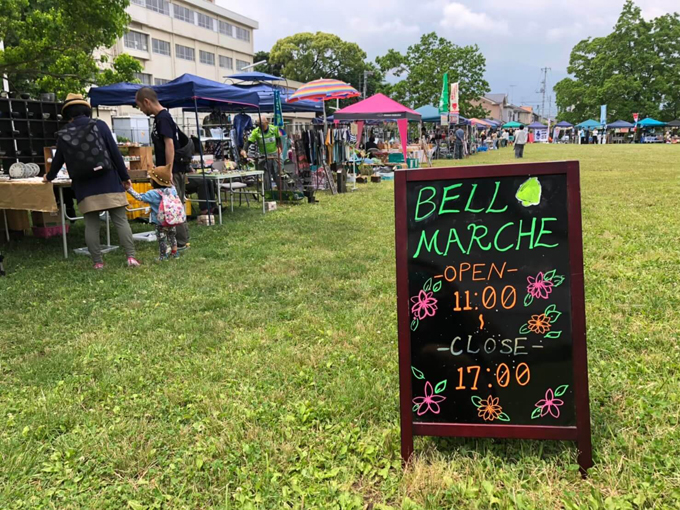 BELL
MARCHE
-OPEN-
11:00
~
-CLOSE-
17:00